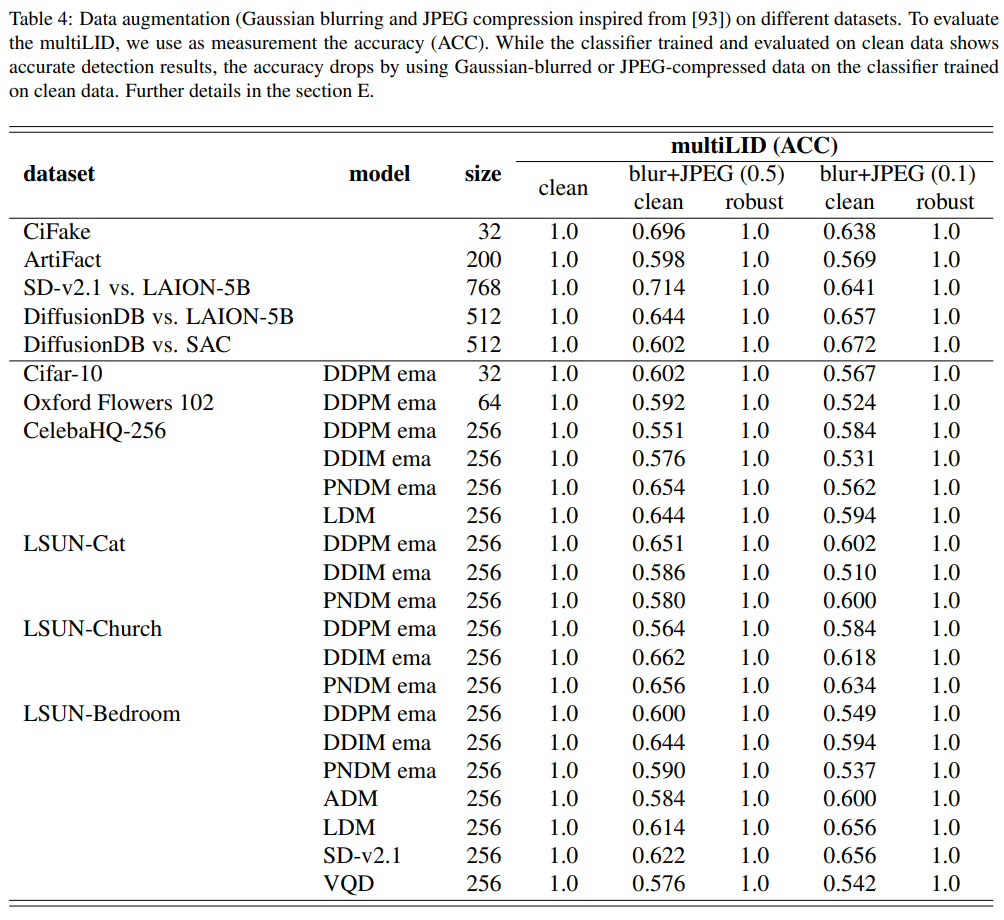 Table 4: Data augmentation (Gaussian blurring and JPEG compression inspired from [93]) on different datasets. To evaluate
the multiLID, we use as measurement the accuracy (ACC). While the classifier trained and evaluated on clean data shows
accurate detection results, the accuracy drops by using Gaussian-blurred or JPEG-compressed data on the classifier trained
on clean data. Further details in the section E.
multiLID (ACC)
dataset model size clean blur+JPEG (0.5) blur+JPEG (0.1)
clean robust clean robust
CiFake 32 1.0 0.696 1.0 0.638 1.0
ArtiFact 200 1.0 0.598 1.0 0.569 1.0
SD-v2.1 vs. LAION-5B 768 1.0 0.714 1.0 0.641 1.0
DiffusionDB vs. LAION-5B 512 1.0 0.644 1.0 0.657 1.0
DiffusionDB vs. SAC 512 1.0 0.602 1.0 0.672 1.0
Cifar-10 DDPM ema 32 1.0 0.602 1.0 0.567 1.0
Oxford Flowers 102 DDPM ema 64 1.0 0.592 1.0 0.524 1.0
CelebaHQ-256 DDPM ema 256 1.0 0.551 1.0 0.584 1.0
DDIM ema 256 1.0 0.576 1.0 0.531 1.0
PNDM ema 256 1.0 0.654 1.0 0.562 1.0
LDM 256 1.0 0.644 1.0 0.594 1.0
LSUN-Cat DDPM ema 256 1.0 0.651 1.0 0.602 1.0
DDIM ema 256 1.0 0.586 1.0 0.510 1.0
PNDM ema 256 1.0 0.580 1.0 0.600 1.0
LSUN-Church DDPM ema 256 1.0 0.564 1.0 0.584 1.0
DDIM ema 256 1.0 0.662 1.0 0.618 1.0
PNDM ema 256 1.0 0.656 1.0 0.634 1.0
LSUN-Bedroom DDPM ema 256 1.0 0.600 1.0 0.549 1.0
DDIM ema 256 1.0 0.644 1.0 0.594 1.0
PNDM ema 256 1.0 0.590 1.0 0.537 1.0
ADM 256 1.0 0.584 1.0 0.600 1.0
LDM 256 1.0 0.614 1.0 0.656 1.0
SD-v2.1 256 1.0 0.622 1.0 0.656 1.0
VQD 256 1.0 0.576 1.0 0.542 1.0